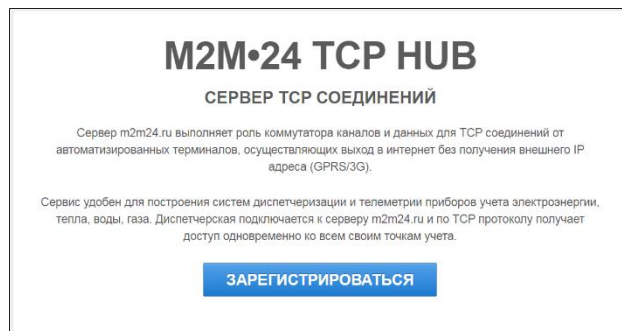 M2M•24 TCP HUB
СЕРВЕР TCP СОЕДИНЕНИЙ
Сервер m2m24.ru выполняет роль коммутатора каналов и данных для TCP соединений от
автоматизированных терминалов, осуществляющих выход в интернет без получения внешнего IP
адреса (GPRS/3G).
Сервис удобен для построения систем диспетчеризации и телеметрии приборов учета электроэнергии,
тепла, воды, газа. Диспетчерская подключается к серверу m2m24.ru и по TCP протоколу получает
доступ одновременно ко всем своим точкам учета.
ЗАРЕГИСТРИРОВАТЬСЯ